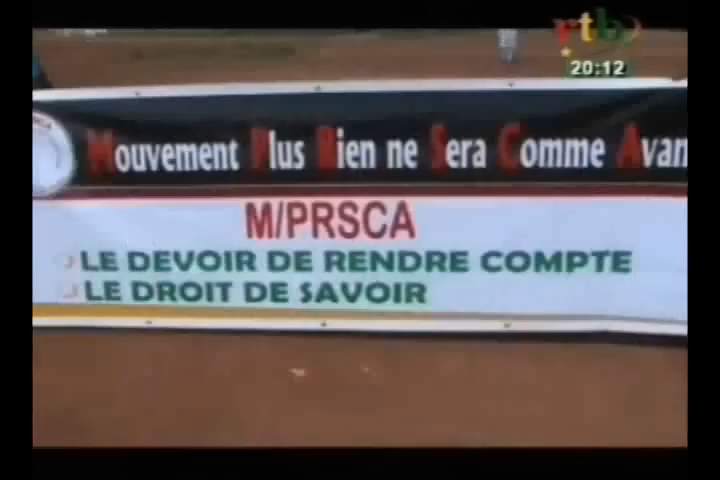 rtb
20:12
Mouvement Plus Rien ne Sera Comme Avan
M/PRSCA
LE DEVOIR DE RENDRE COMPTE
LE DROIT DE SAVOIR